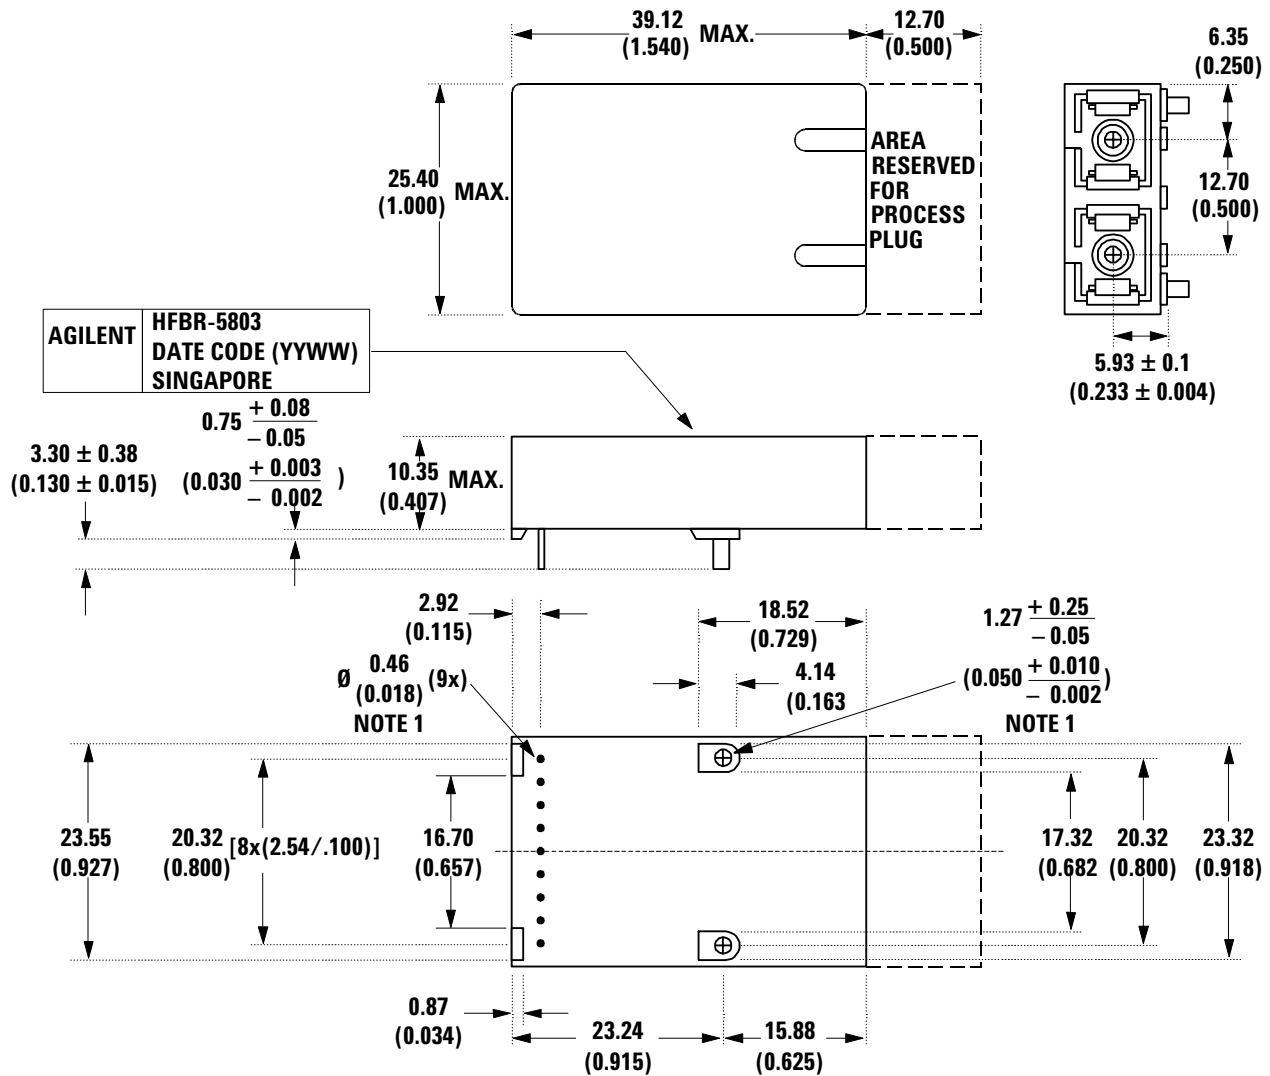 39.12
(1.540)
MAX.
12.70
(0.500)
6.35
(0.250)
25.40
(1.000)
MAX.
AREA
RESERVED
FOR
PROCESS
PLUG
12.70
(0.500)
5.93 ± 0.1
(0.233 ± 0.004)
AGILENT
HFBR-5803
DATE CODE (YYWW)
SINGAPORE
3.30 ± 0.38
(0.130 ± 0.015)
0.75 + 0.08
– 0.05
(0.030 + 0.003
– 0.002 )
10.35
(0.407)
MAX.
2.92
(0.115)
18.52
(0.729)
4.14
(0.163
1.27 + 0.25
– 0.05
(0.050 + 0.010
– 0.002 )
NOTE 1
Ø 0.46
(0.018) (9x)
NOTE 1
23.55
(0.927)
20.32
(0.800)
[8x(2.54/.100)]
16.70
(0.657)
17.32
(0.682
20.32
(0.800)
23.32
(0.918)
0.87
(0.034)
23.24
(0.915)
15.88
(0.625)